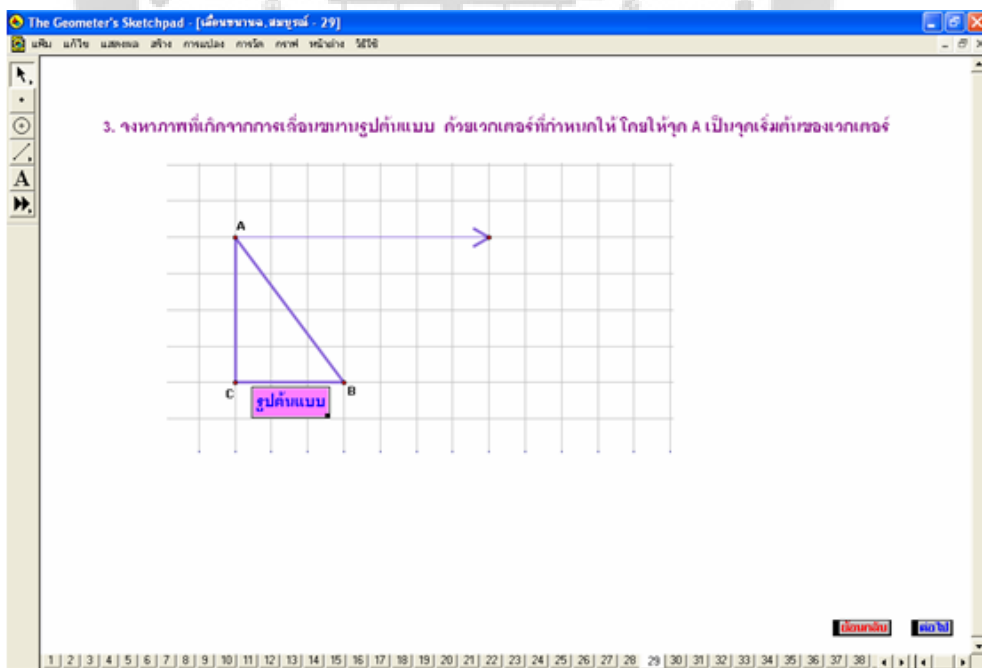 The Geometer's Sketchpad - [เลื่อนขนานฉ.สมบูรณ์ - 29]
แฟ้ม แก้ไข แสดงผล สร้าง การแปลง การวัด กราฟ หน้าต่าง วิธีใช้
3. จงหาภาพที่เกิดจากการเลื่อนขนานรูปต้นแบบ ด้วยเวกเตอร์ที่กำหนดให้ โดยให้จุด A เป็นจุดเริ่มต้นของเวกเตอร์
A
C
B
รูปต้นแบบ
ย้อนกลับ ต่อไป
1 2 3 4 5 6 7 8 9 10 11 12 13 14 15 16 17 18 19 20 21 22 23 24 25 26 27 28 29 30 31 32 33 34 35 36 37 38